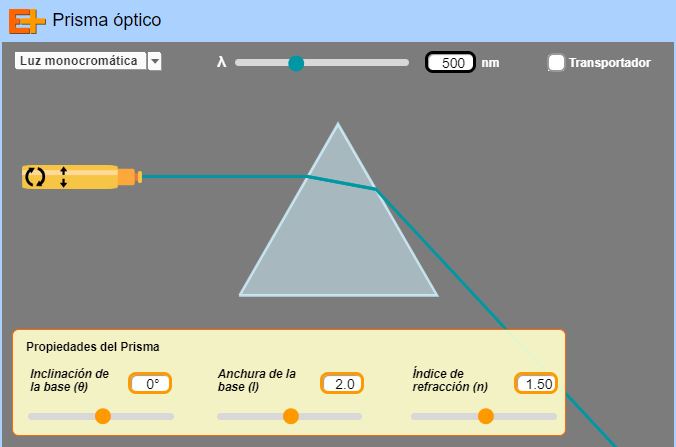 E+ Prisma óptico
Luz monocromática λ 500 nm Transportador
Propiedades del Prisma
Inclinación de la base (θ) 0°
Anchura de la base (l) 2.0
Índice de refracción (n) 1.50